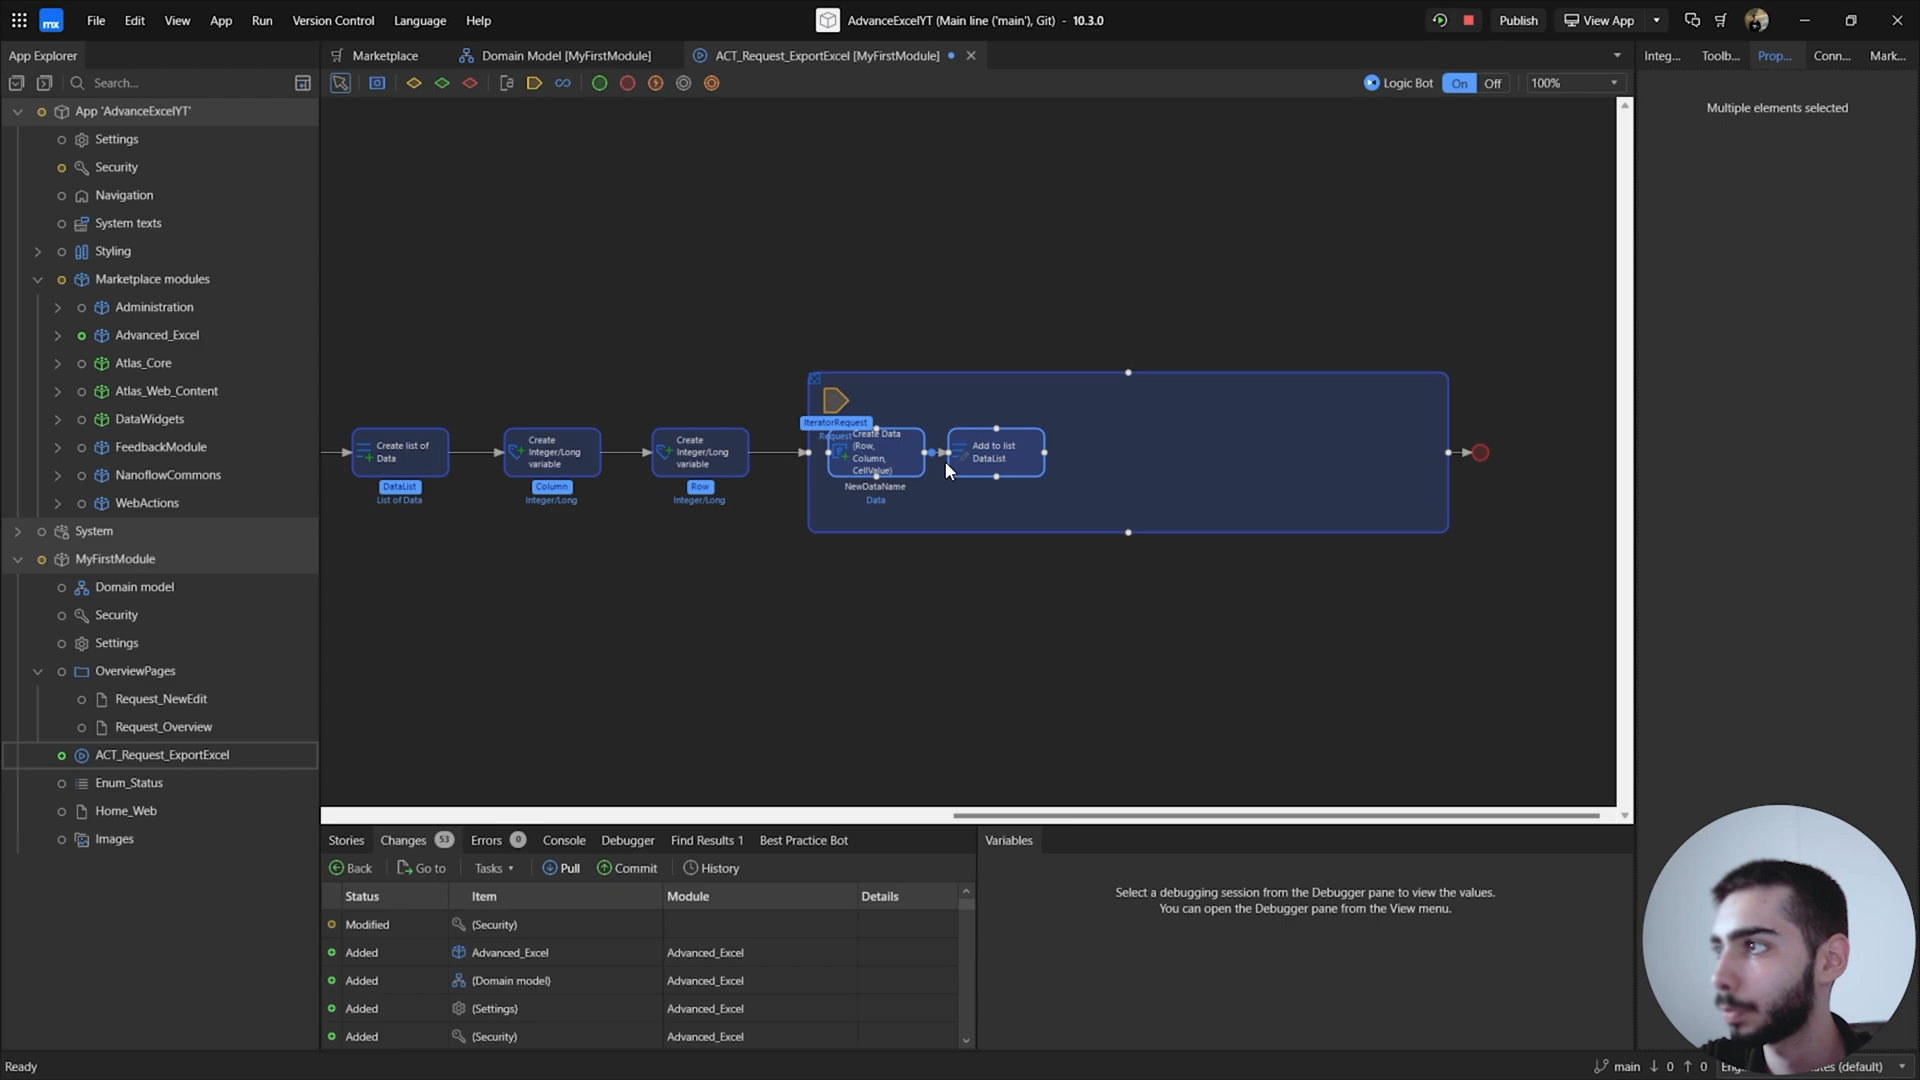 mx
File
Edit
View
App
Run
Version Control
Language
Help
AdvanceExcelYT (Main line ('main'), Git) - 10.3.0
Publish
View App
App Explorer
Marketplace
Domain Model [MyFirstModule]
ACT_Request_ExportExcel [MyFirstModule]
Integ...
Toolb...
Prop...
Conn...
Mark...
Search...
Logic Bot
On
Off
100%
Multiple elements selected
App 'AdvanceExcelYT'
Settings
Security
Navigation
System texts
Styling
Marketplace modules
Administration
Advanced_Excel
Atlas_Core
Atlas_Web_Content
DataWidgets
FeedbackModule
NanoflowCommons
WebActions
System
MyFirstModule
Domain model
Security
Settings
OverviewPages
Request_NewEdit
Request_Overview
ACT_Request_ExportExcel
Enum_Status
Home_Web
Images
Create list of
Data
DataList
List of Data
Create
Integer/Long
variable
Column
Integer/Long
Create
Integer/Long
variable
Row
Integer/Long
IteratorRequest
Request
Create Data
(Row,
Column,
CellValue)
NewDataName
Data
Add to list
DataList
Stories
Changes
53
Errors
0
Console
Debugger
Find Results 1
Best Practice Bot
Variables
Back
Go to
Tasks
Pull
Commit
History
Status
Item
Module
Details
Modified
(Security)
Added
Advanced_Excel
Advanced_Excel
Added
(Domain model)
Advanced_Excel
Added
(Settings)
Advanced_Excel
Added
(Security)
Advanced_Excel
Select a debugging session from the Debugger pane to view the values.
You can open the Debugger pane from the View menu.
Ready
main
0
0
(default)